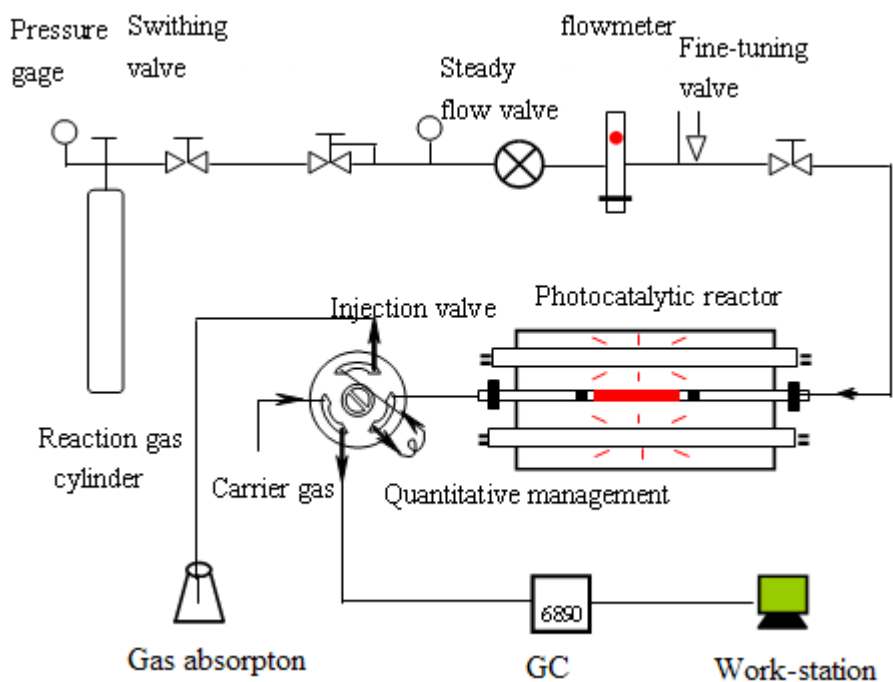 Pressure
gage
Swithing
valve
Steady
flow valve
flowmeter
Fine-tuning
valve
Injection valve
Photocatalytic reactor
Reaction gas
cylinder
Carrier gas
Quantitative management
6890
Gas absorpton
GC
Work-station